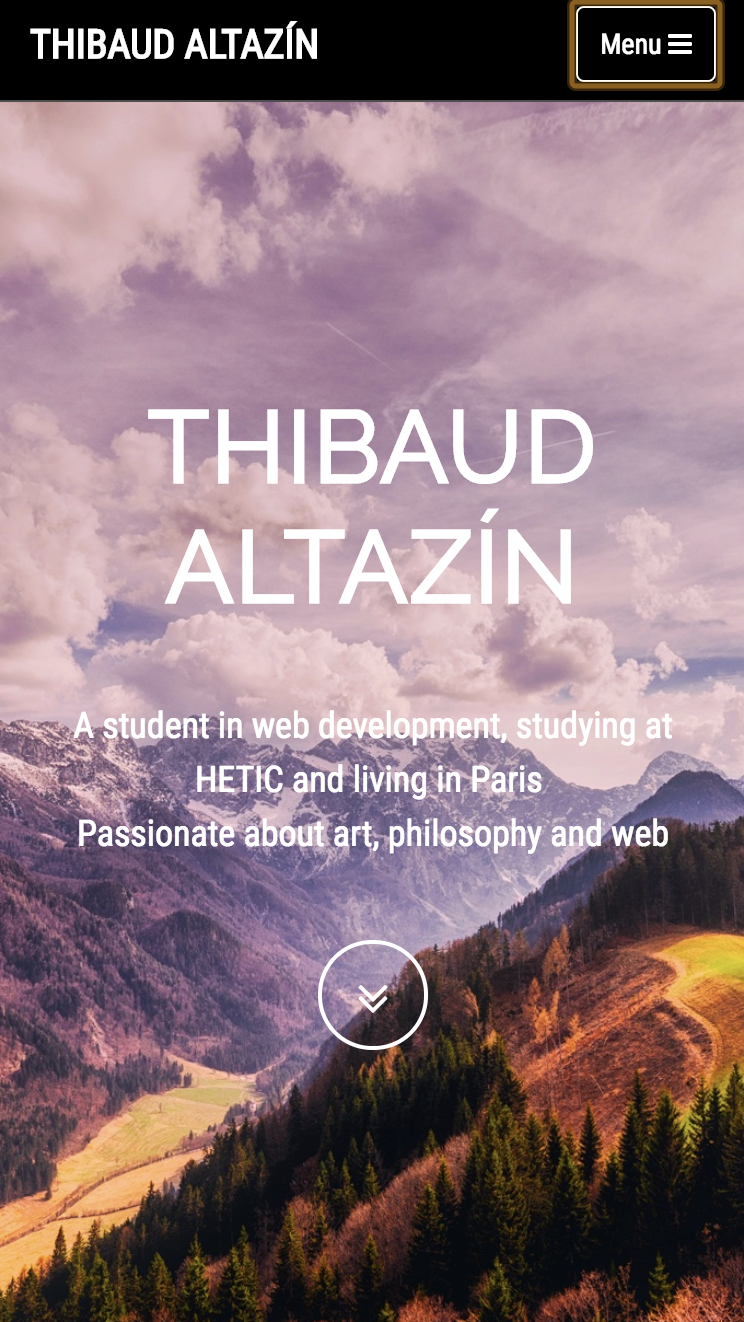 THIBAUD ALTAZÍN
Menu
THIBAUD
ALTAZÍN
A student in web development, studying at
HETIC and living in Paris
Passionate about art, philosophy and web